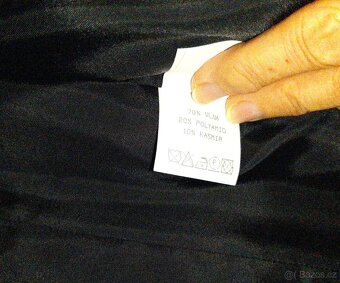 70% VLNA
20% POLYAMID
10% KAŠMÍR
© Bazos.cz